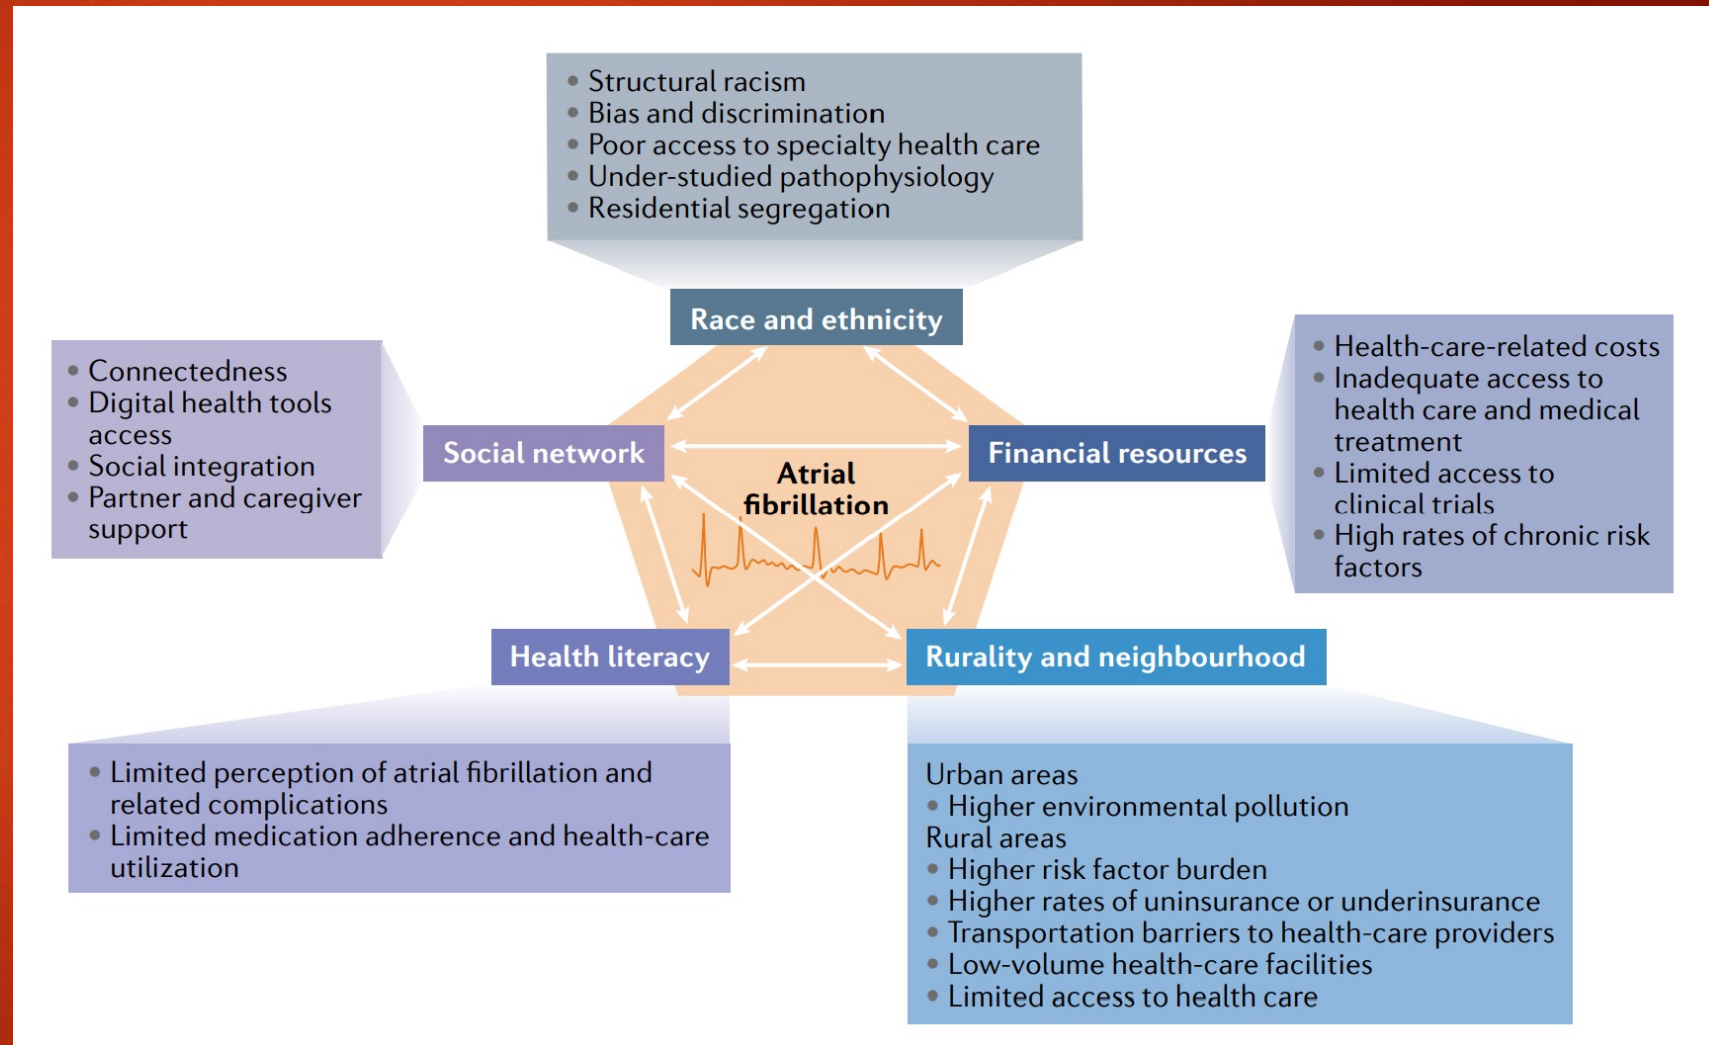 • Structural racism
• Bias and discrimination
• Poor access to specialty health care
• Under-studied pathophysiology
• Residential segregation
Race and ethnicity
• Connectedness
• Digital health tools
access
• Social integration
• Partner and caregiver
support
Social network
Atrial
fibrillation
Financial resources
• Health-care-related costs
• Inadequate access to
health care and medical
treatment
• Limited access to
clinical trials
• High rates of chronic risk
factors
Health literacy
• Limited perception of atrial fibrillation and
related complications
• Limited medication adherence and health-care
utilization
Rurality and neighbourhood
Urban areas
• Higher environmental pollution
Rural areas
• Higher risk factor burden
• Higher rates of uninsurance or underinsurance
• Transportation barriers to health-care providers
• Low-volume health-care facilities
• Limited access to health care